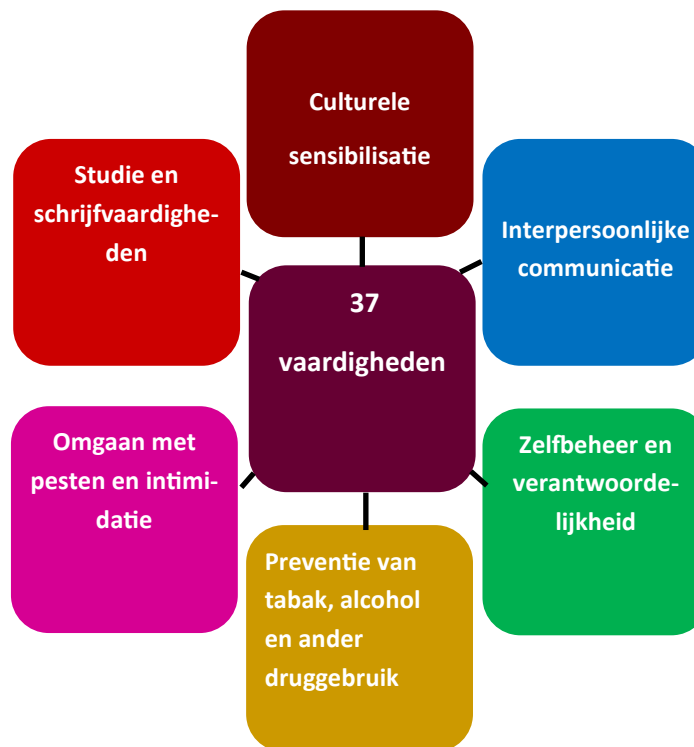 Culturele
sensibilisatie
Studie en
schrijfvaardighe-
den
Interpersoonlijke
communicatie
37
vaardigheden
Omgaan met
pesten en intimi-
datie
Zelfbeheer en
verantwoorde-
lijkheid
Preventie van
tabak, alcohol
en ander
druggebruik